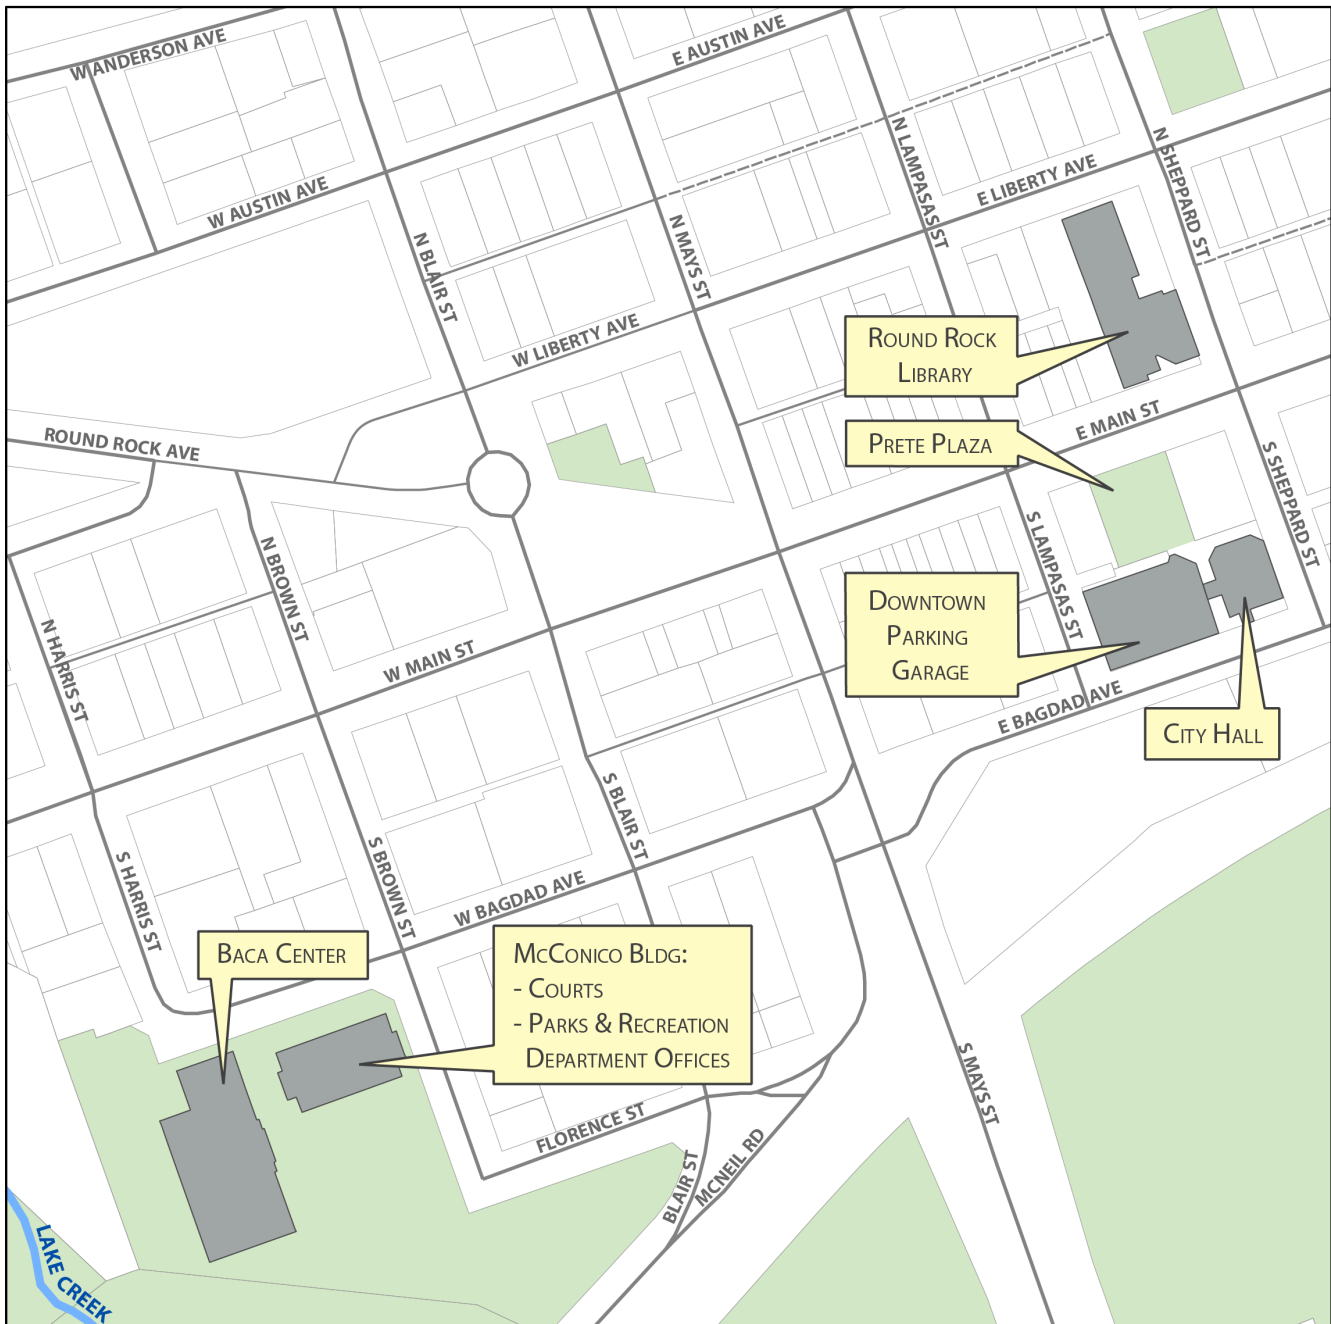 W ANDERSON AVE
E AUSTIN AVE
W AUSTIN AVE
N LAMPASAS ST
N SHEPPARD ST
E LIBERTY AVE
N BLAIR ST
N MAYS ST
W LIBERTY AVE
ROUND ROCK
LIBRARY
E MAIN ST
PRETE PLAZA
ROUND ROCK AVE
S SHEPPARD ST
S LAMPASAS ST
N BROWN ST
DOWNTOWN
PARKING
GARAGE
N HARRIS ST
W MAIN ST
E BAGDAD AVE
CITY HALL
S BLAIR ST
S BROWN ST
S HARRIS ST
W BAGDAD AVE
BACA CENTER
MCCONICO BLDG:
- COURTS
- PARKS & RECREATION
DEPARTMENT OFFICES
S MAYS ST
FLORENCE ST
BLAIR ST
MCNEIL RD
LAKE CREEK